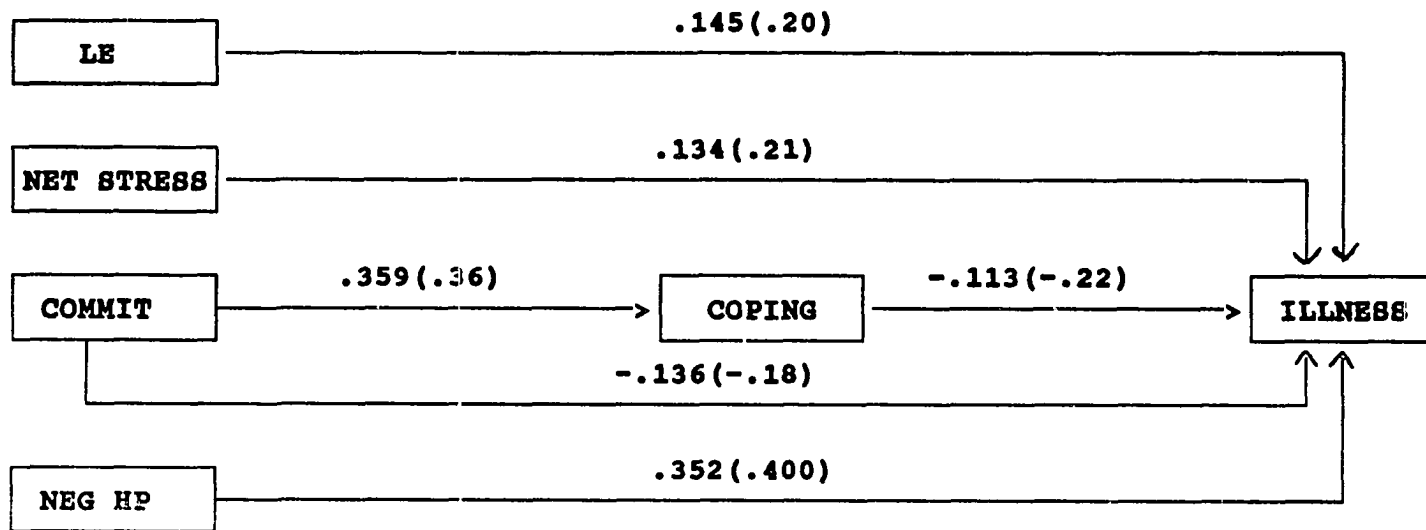 .145(.20)
LE
.134(.21)
NET STRESS
.359(.36)
-.113(-.22)
COMMIT
COPING
ILLNESS
-.136(-.18)
.352(.400)
NEG HP